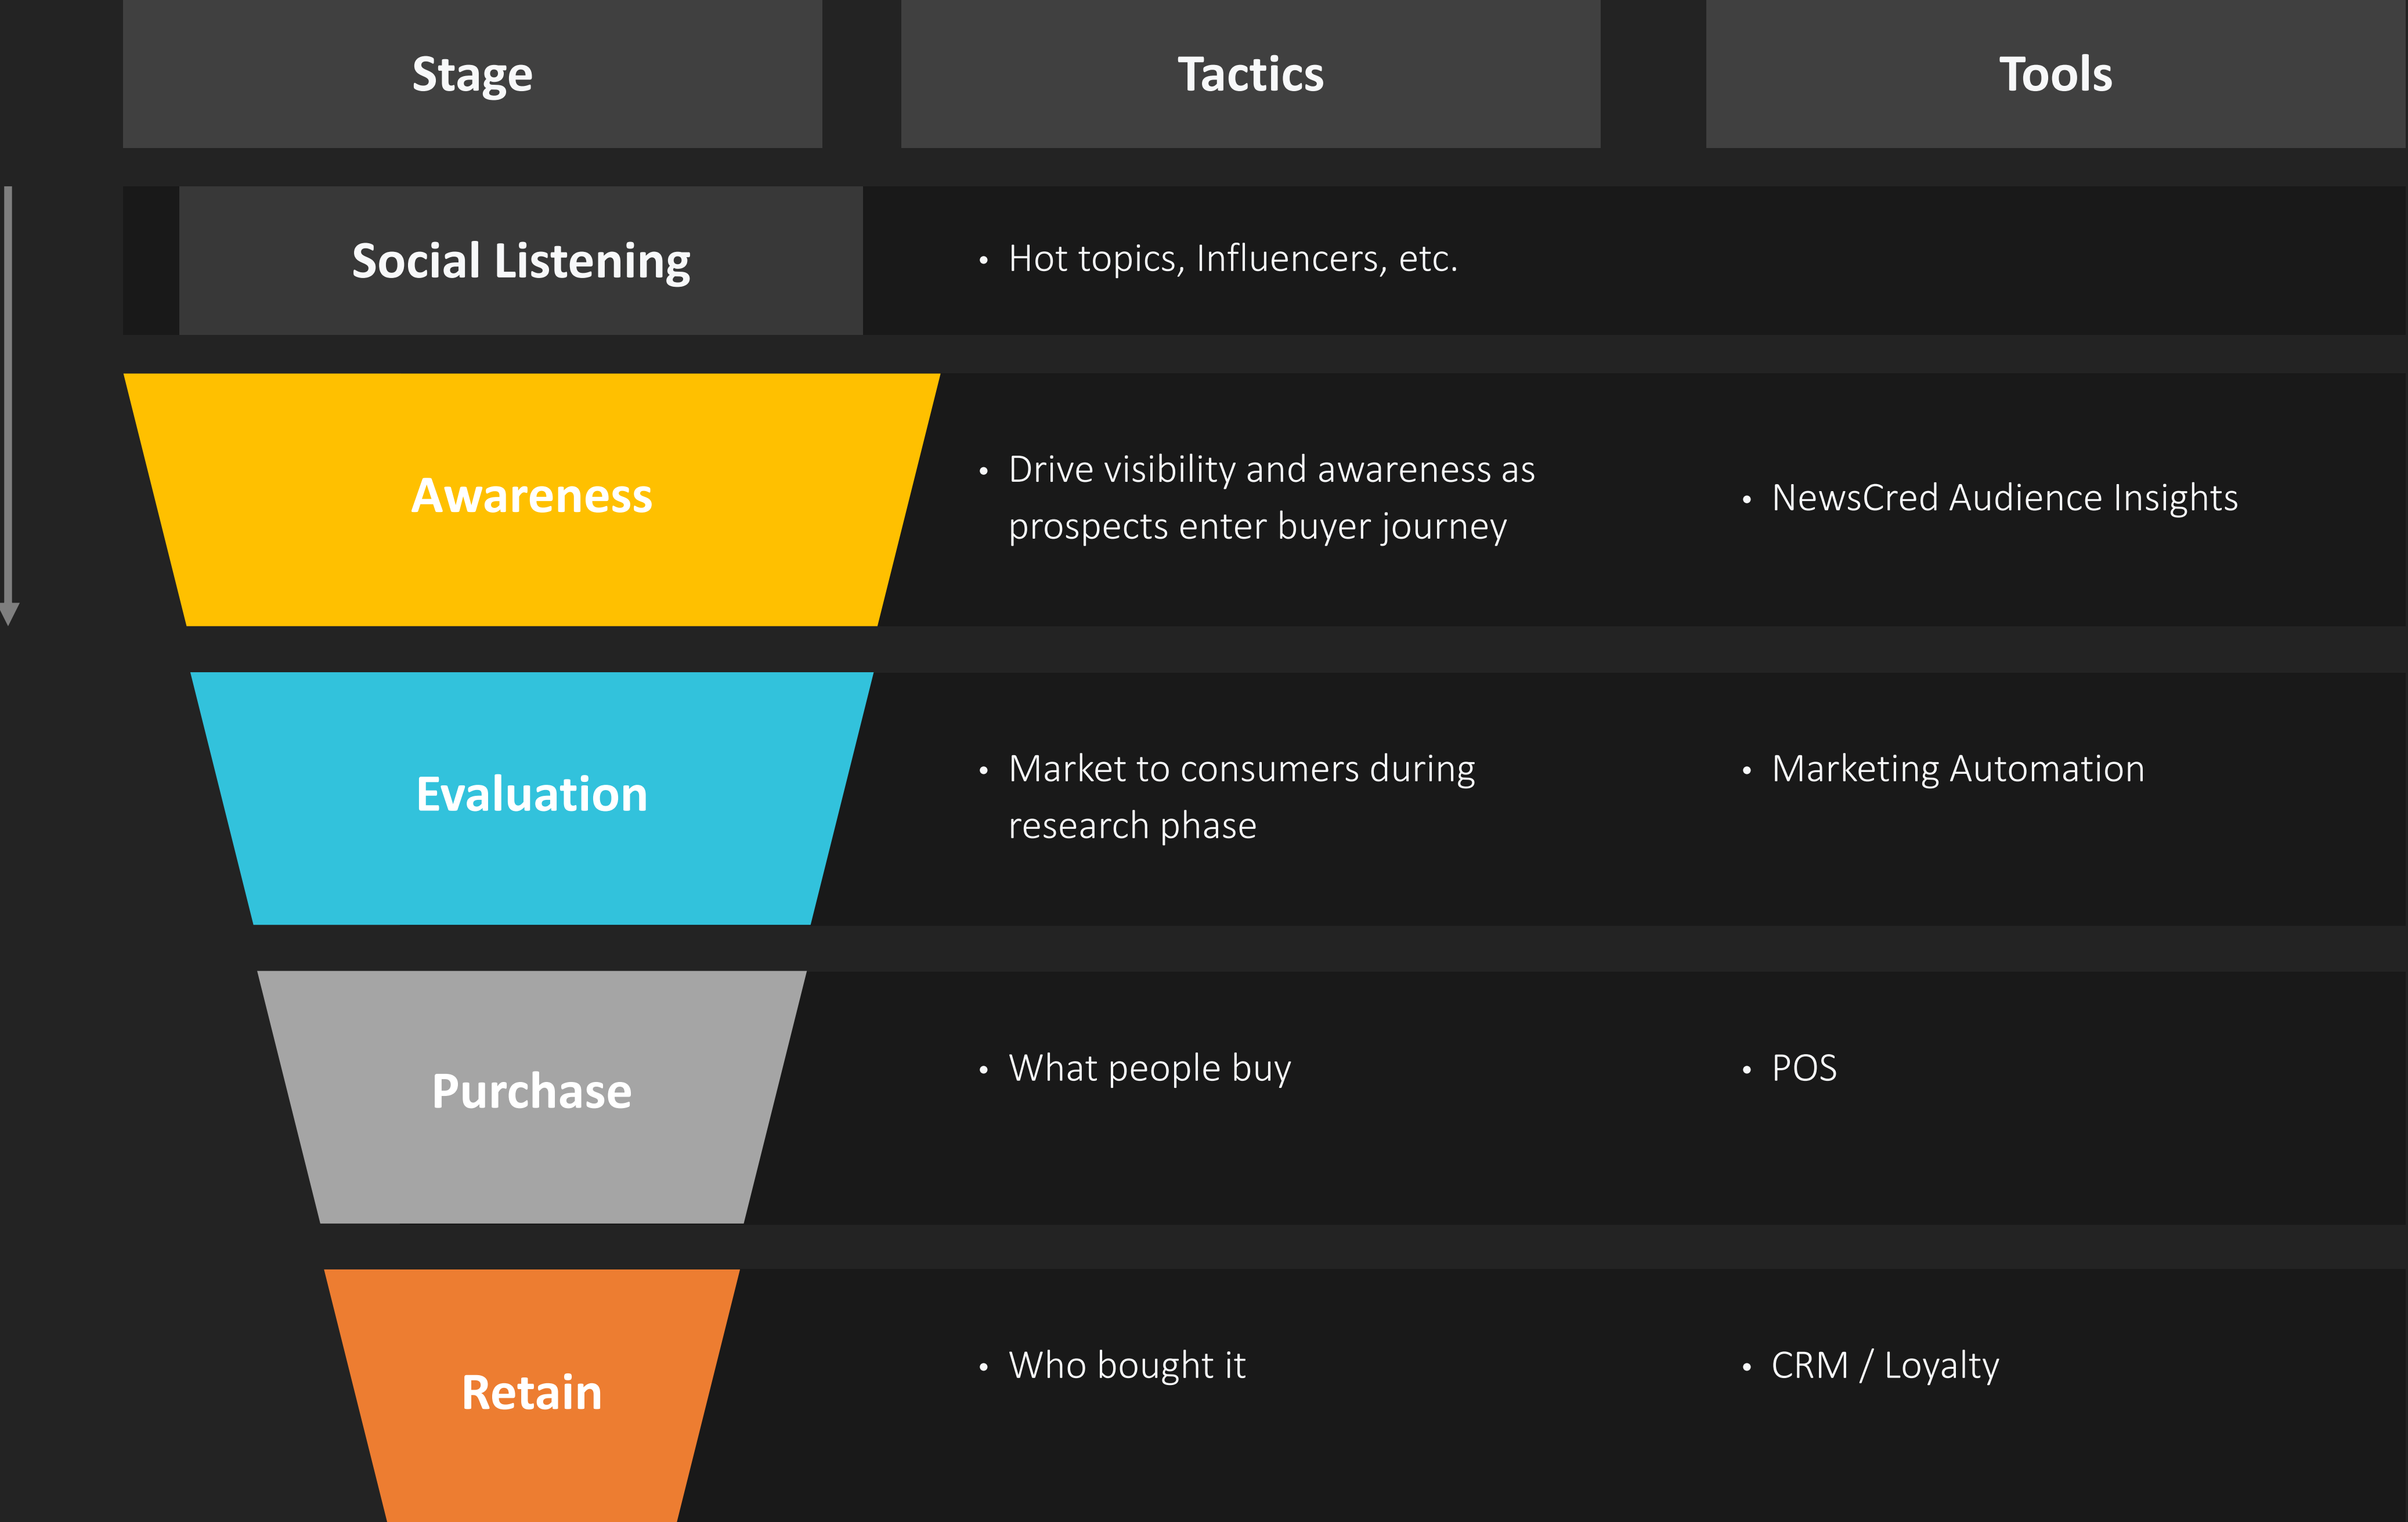 Stage
Tactics
Tools
Social Listening
• Hot topics, Influencers, etc.
Awareness
• Drive visibility and awareness as
prospects enter buyer journey
• NewsCred Audience Insights
Evaluation
• Market to consumers during
research phase
• Marketing Automation
Purchase
• What people buy
• POS
Retain
• Who bought it
• CRM / Loyalty